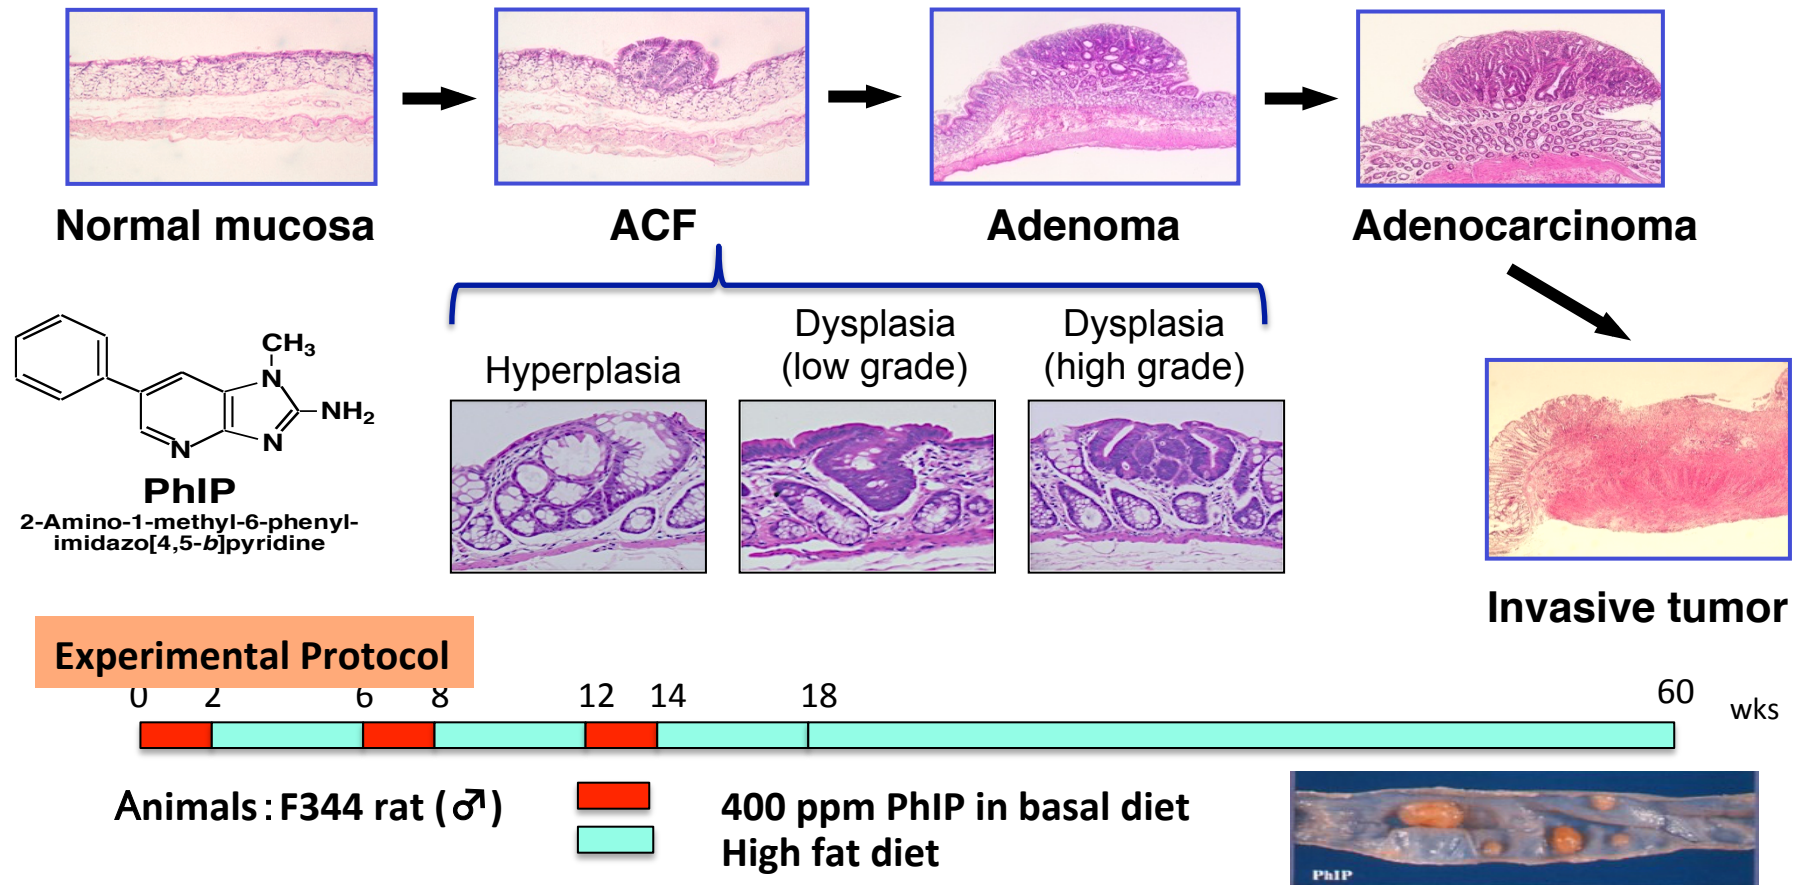 Normal mucosa
ACF
Adenoma
Adenocarcinoma
Hyperplasia
Dysplasia
(low grade)
Dysplasia
(high grade)
CH3
N
NH2
N
N
PhIP
2-Amino-1-methyl-6-phenyl-
imidazo[4,5-b]pyridine
Invasive tumor
Experimental Protocol
0 2 6 8 12 14 18 60 wks
Animals：F344 rat (♂)
400 ppm PhIP in basal diet
High fat diet
PhIP